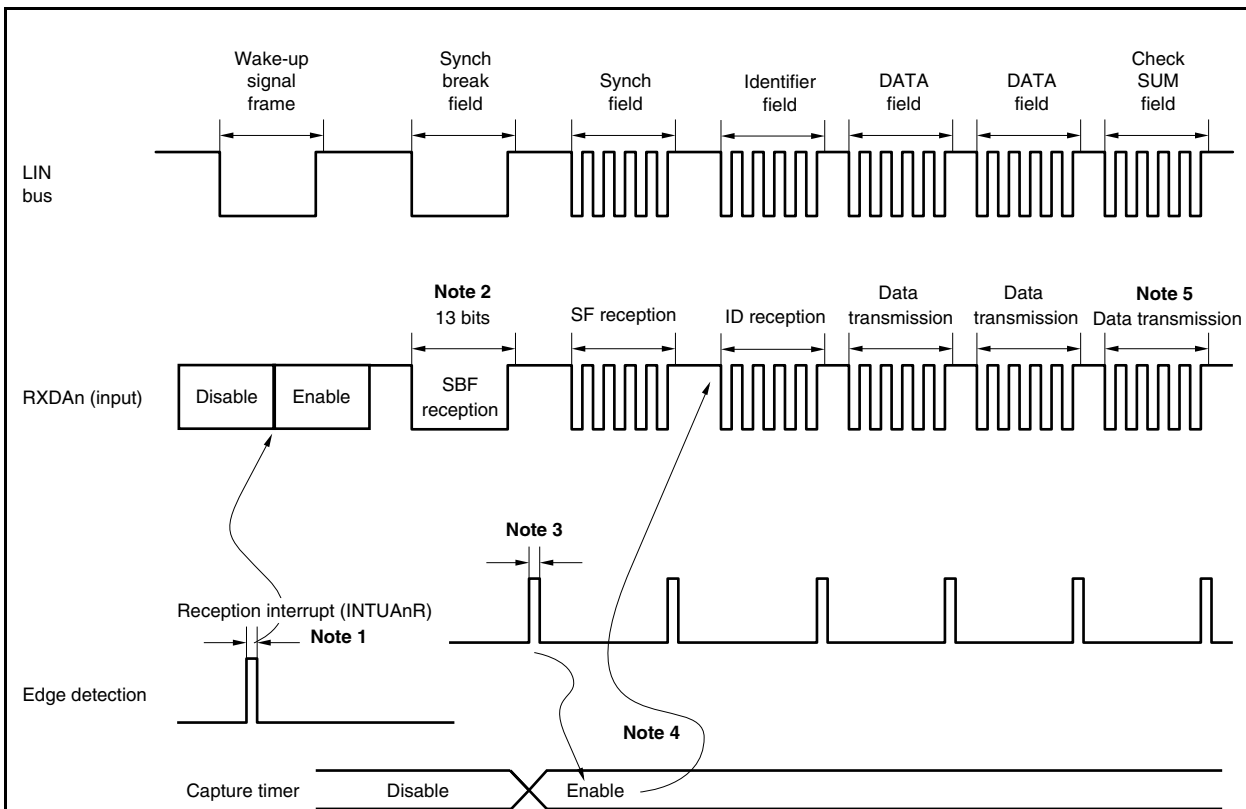 Wake-up
signal
frame
Synch
break
field
Synch
field
Identifier
field
DATA
field
DATA
field
Check
SUM
field
LIN
bus
Note 2
13 bits
SF reception
ID reception
Data
transmission
Data
transmission
Note 5
Data transmission
RXDAn (input)
Disable
Enable
SBF
reception
Note 3
Reception interrupt (INTUAnR)
Note 1
Edge detection
Note 4
Capture timer
Disable
Enable